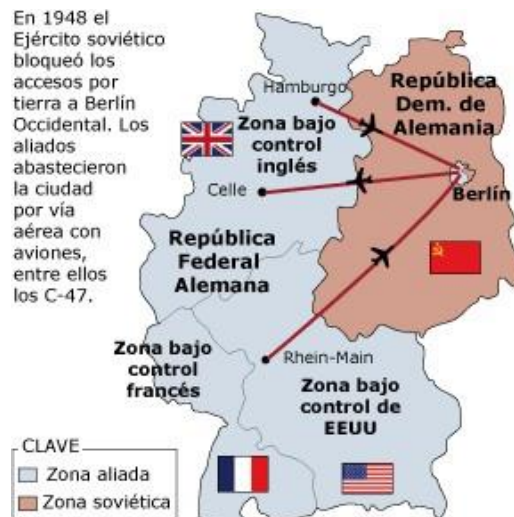 En 1948 el
Ejército soviético
bloqueó los
accesos por
tierra a Berlín
Occidental. Los
aliados
abastecieron
la ciudad
por vía
aérea con
aviones,
entre ellos
los C-47.
Hamburgo
República
Dem. de
Alemania
Zona bajo
control
inglés
Celle
Berlín
República
Federal
Alemana
Zona bajo
control
francés
Rhein-Main
Zona bajo
control de
EEUU
CLAVE
Zona aliada
Zona soviética